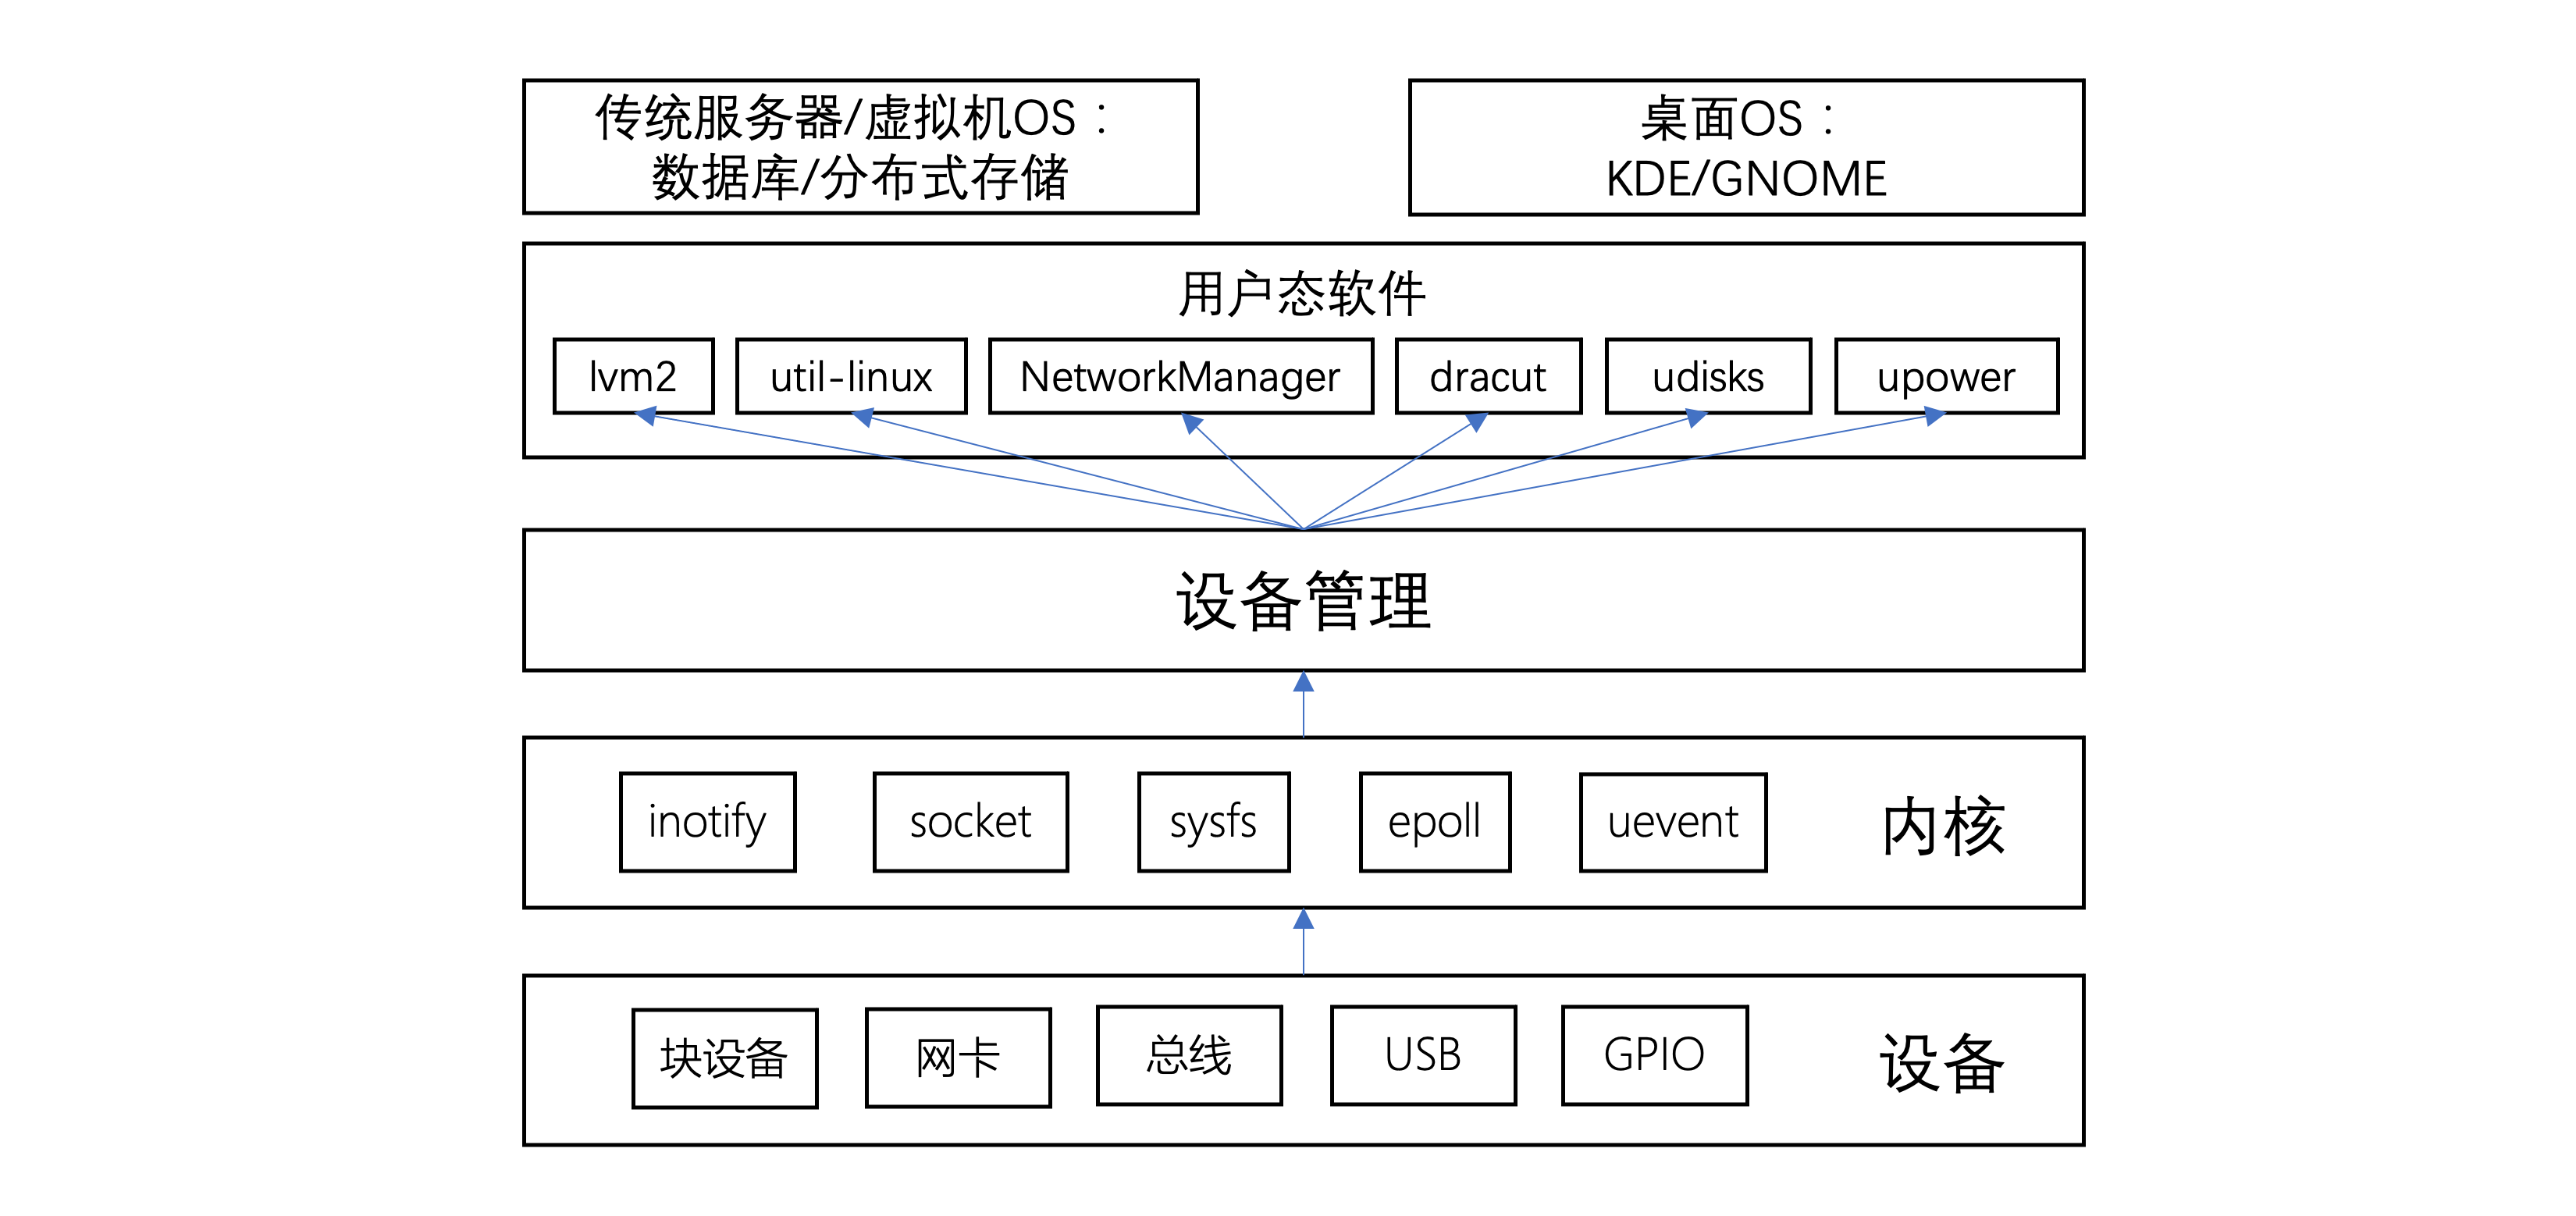 传统服务器/虚拟机OS：
数据库/分布式存储
桌面OS：
KDE/GNOME
用户态软件
lvm2
util-linux
NetworkManager
dracut
udisks
upower
设备管理
inotify
socket
sysfs
epoll
uevent
内核
块设备
网卡
总线
USB
GPIO
设备